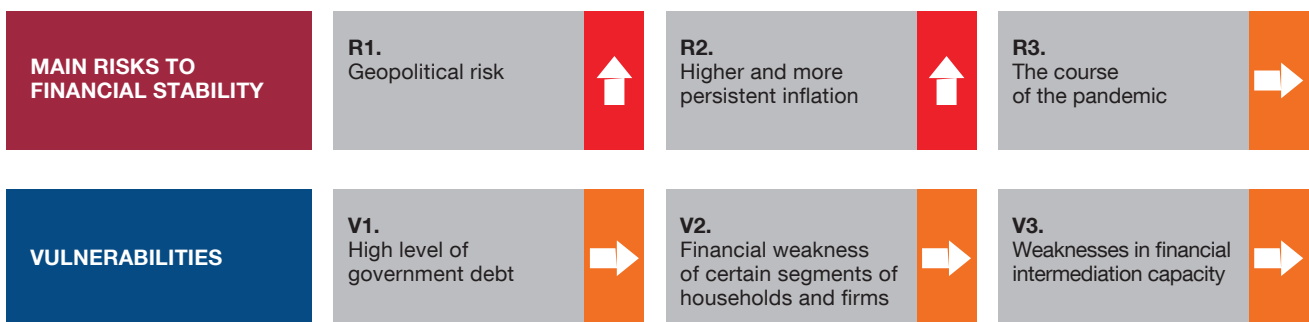 MAIN RISKS TO
FINANCIAL STABILITY
R1.
Geopolitical risk
R2.
Higher and more
persistent inflation
R3.
The course
of the pandemic
VULNERABILITIES
V1.
High level of
government debt
V2.
Financial weakness
of certain segments of
households and firms
V3.
Weaknesses in financial
intermediation capacity